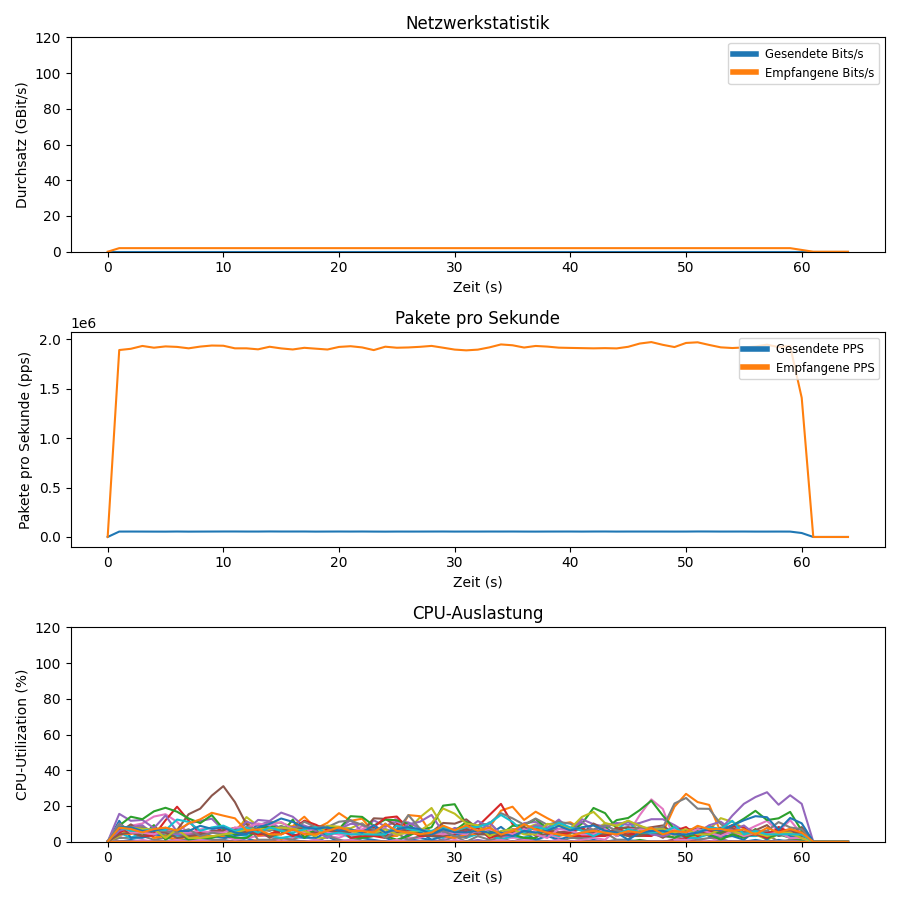 Netzwerkstatistik
120
100
80
60
40
20
0
Durchsatz (GBit/s)
Gesendete Bits/s
Empfangene Bits/s
0 10 20 30 40 50 60
Zeit (s)
Pakete pro Sekunde
1e6
2.0
1.5
1.0
0.5
0.0
Pakete pro Sekunde (pps)
Gesendete PPS
Empfangene PPS
0 10 20 30 40 50 60
Zeit (s)
CPU-Auslastung
120
100
80
60
40
20
0
CPU-Utilization (%)
0 10 20 30 40 50 60
Zeit (s)